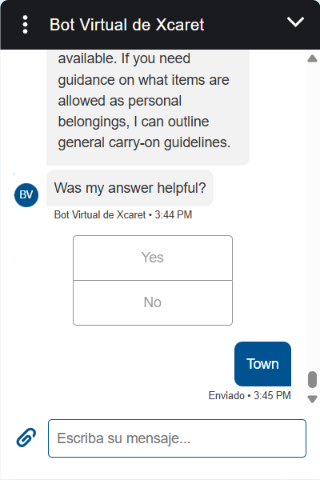 Bot Virtual de Xcaret
available. If you need
guidance on what items are
allowed as personal
belongings, I can outline
general carry-on guidelines.
BV
Was my answer helpful?
Bot Virtual de Xcaret • 3:44 PM
Yes
No
Town
Enviado • 3:45 PM
Escriba su mensaje...